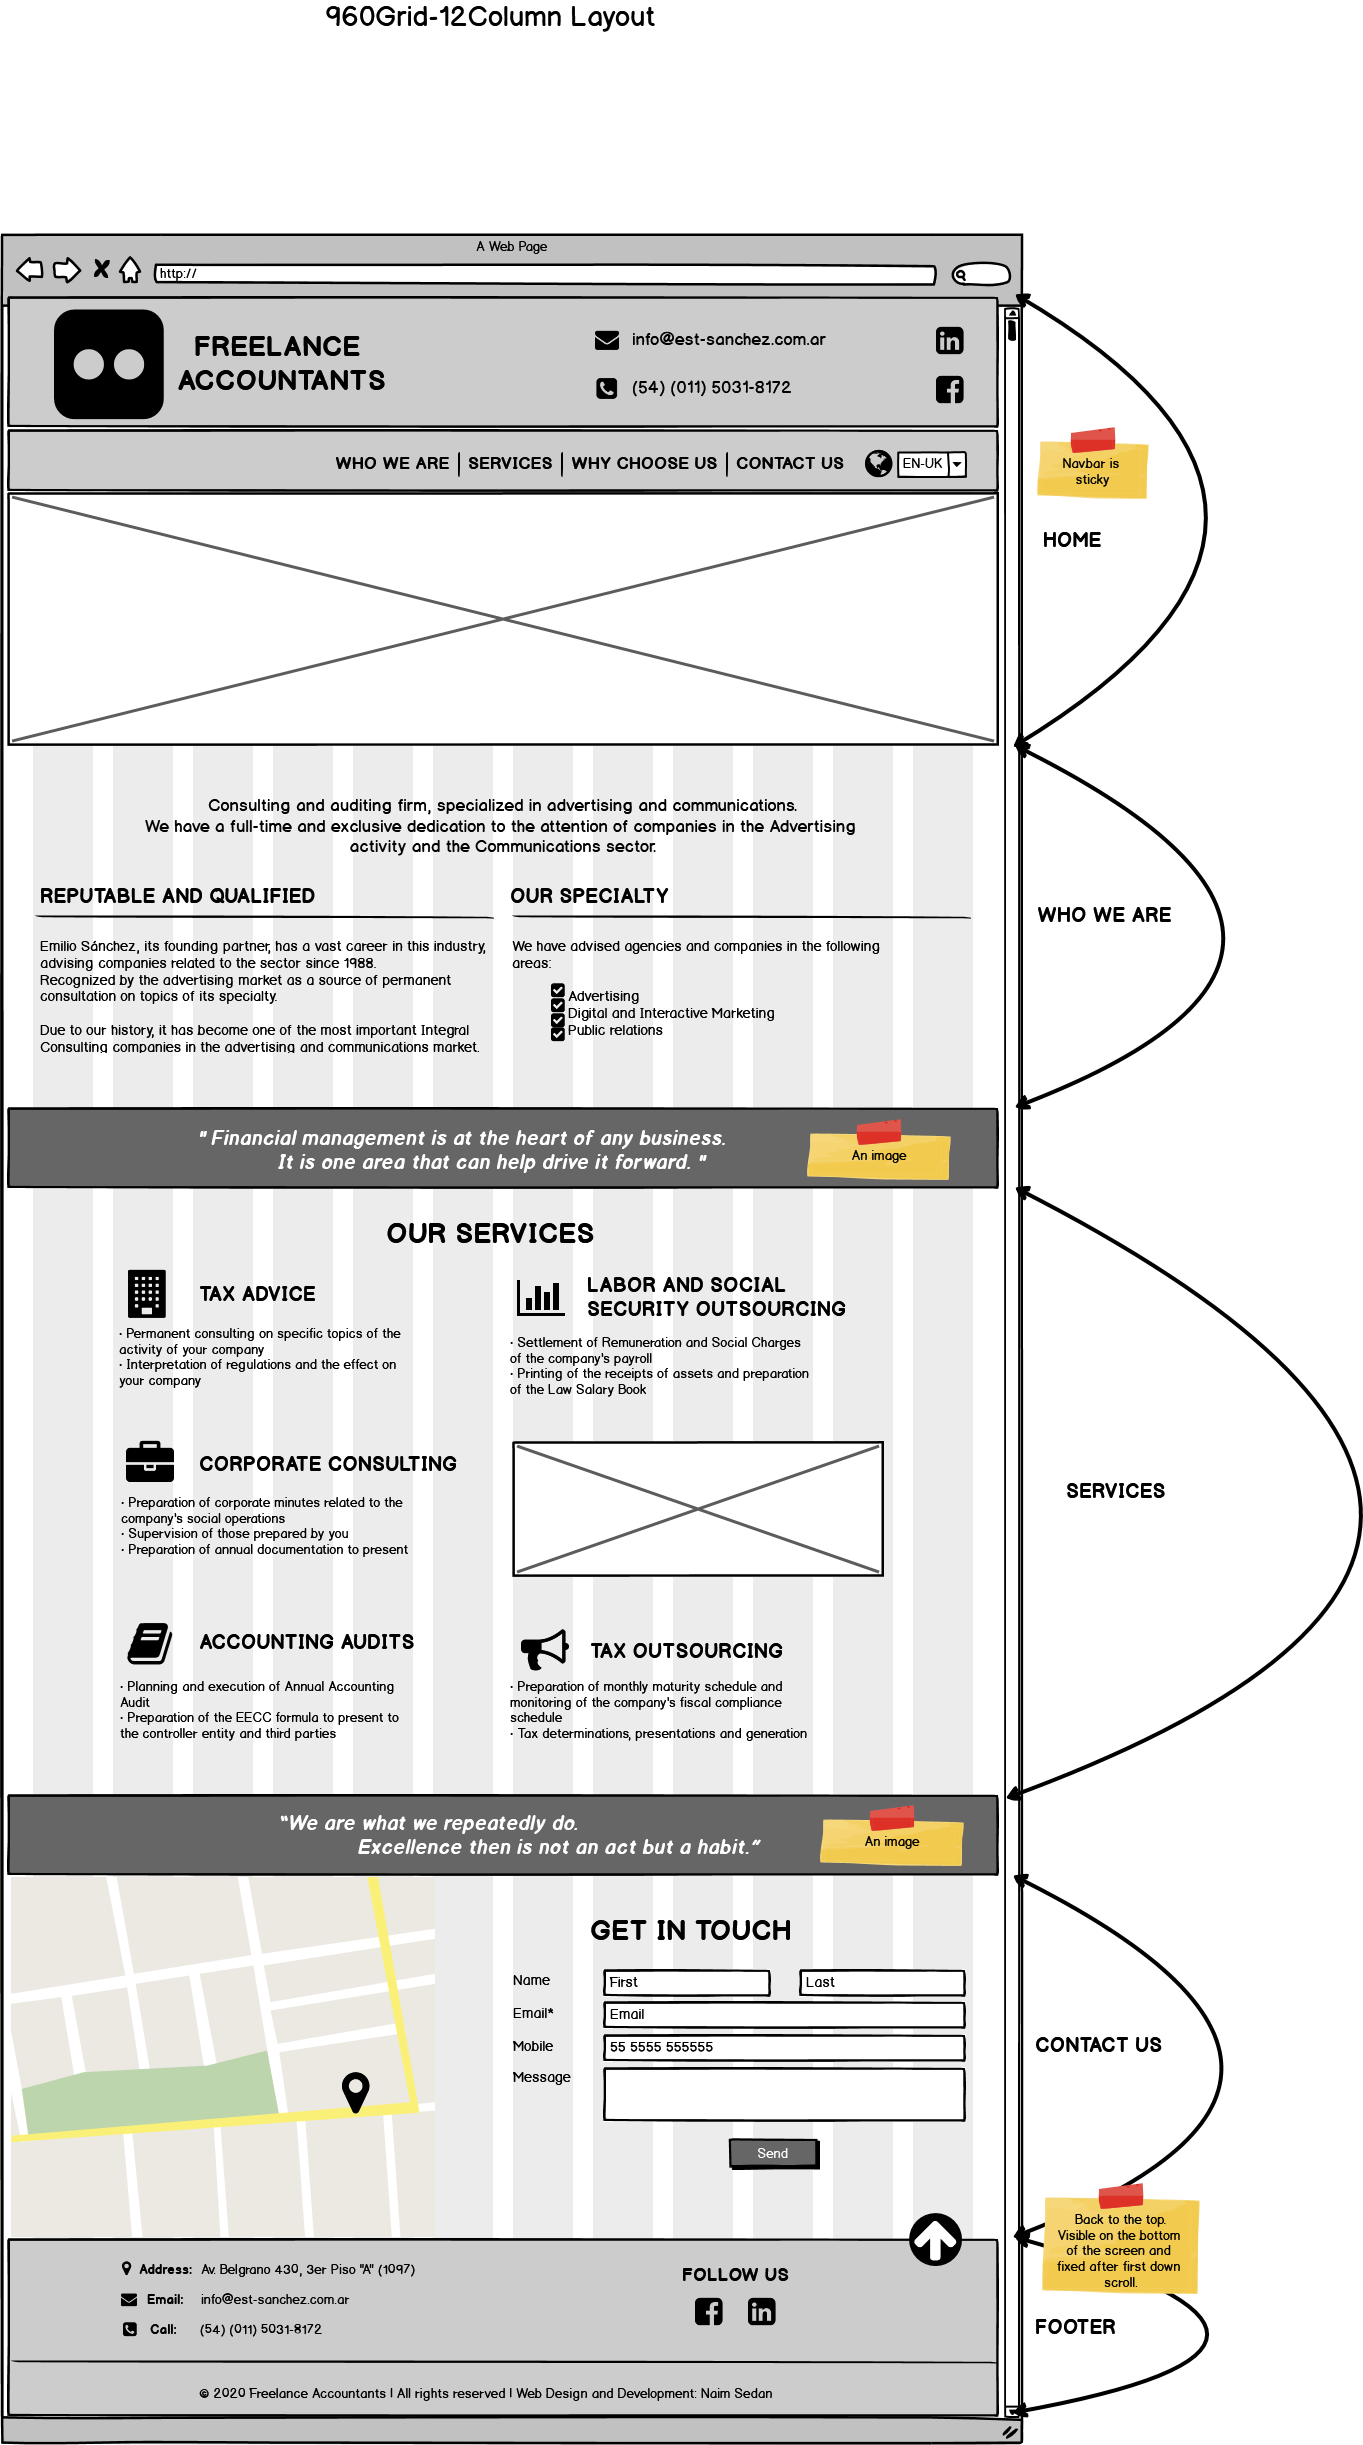 960Grid-12Column Layout
A Web Page
http://
FREELANCE
ACCOUNTANTS
info@est-sanchez.com.ar
(54) (011) 5031-8172
WHO WE ARE | SERVICES | WHY CHOOSE US | CONTACT US
EN-UK
Navbar is
sticky
HOME
Consulting and auditing firm, specialized in advertising and communications.
We have a full-time and exclusive dedication to the attention of companies in the Advertising
activity and the Communications sector.
REPUTABLE AND QUALIFIED
Emilio Sánchez, its founding partner, has a vast career in this industry,
advising companies related to the sector since 1988.
Recognized by the advertising market as a source of permanent
consultation on topics of its specialty.
Due to our history, it has become one of the most important Integral
Consulting companies in the advertising and communications market.
OUR SPECIALTY
We have advised agencies and companies in the following
areas:
Advertising
Digital and Interactive Marketing
Public relations
WHO WE ARE
" Financial management is at the heart of any business.
It is one area that can help drive it forward. "
An image
OUR SERVICES
TAX ADVICE
· Permanent consulting on specific topics of the
activity of your company
· Interpretation of regulations and the effect on
your company
LABOR AND SOCIAL
SECURITY OUTSOURCING
· Settlement of Remuneration and Social Charges
of the company's payroll
· Printing of the receipts of assets and preparation
of the Law Salary Book
CORPORATE CONSULTING
· Preparation of corporate minutes related to the
company's social operations
· Supervision of those prepared by you
· Preparation of annual documentation to present
SERVICES
ACCOUNTING AUDITS
· Planning and execution of Annual Accounting
Audit
· Preparation of the EECC formula to present to
the controller entity and third parties
TAX OUTSOURCING
· Preparation of monthly maturity schedule and
monitoring of the company's fiscal compliance
schedule
· Tax determinations, presentations and generation
“We are what we repeatedly do.
Excellence then is not an act but a habit.”
An image
GET IN TOUCH
Name
First
Last
Email*
Email
Mobile
55 5555 555555
Message
Send
CONTACT US
Back to the top.
Visible on the bottom
of the screen and
fixed after first down
scroll.
Address: Av. Belgrano 430, 3er Piso "A" (1097)
Email: info@est-sanchez.com.ar
Call: (54) (011) 5031-8172
FOLLOW US
FOOTER
© 2020 Freelance Accountants | All rights reserved | Web Design and Development: Naim Sedan